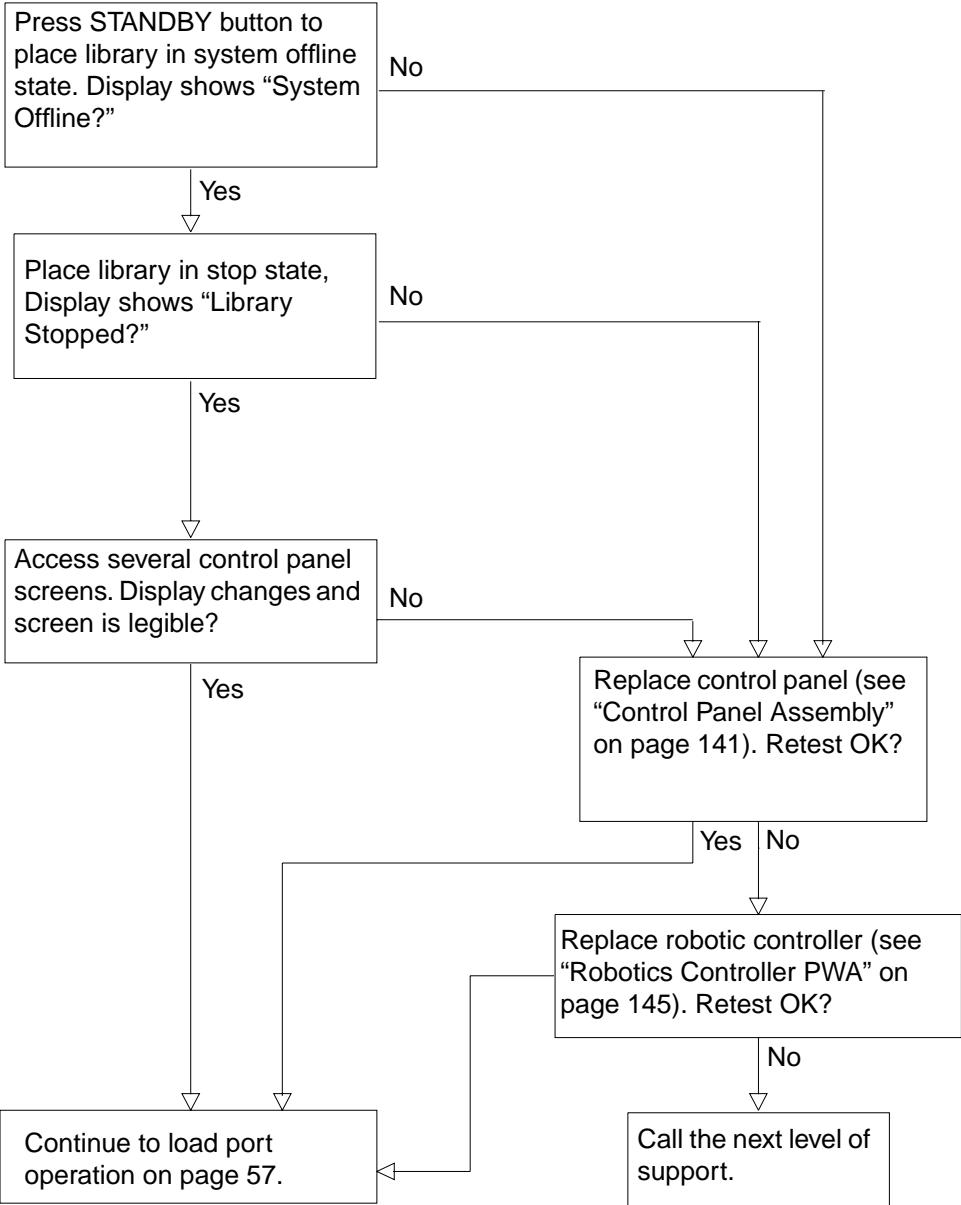 Press STANDBY button to
place library in system offline
state. Display shows “System
Offline?”
No
Yes
Place library in stop state,
Display shows “Library
Stopped?”
No
Yes
Access several control panel
screens. Display changes and
screen is legible?
No
Yes
Replace control panel (see
“Control Panel Assembly”
on page 141). Retest OK?
Yes
No
Replace robotic controller (see
“Robotics Controller PWA” on
page 145). Retest OK?
No
Continue to load port
operation on page 57.
Call the next level of
support.